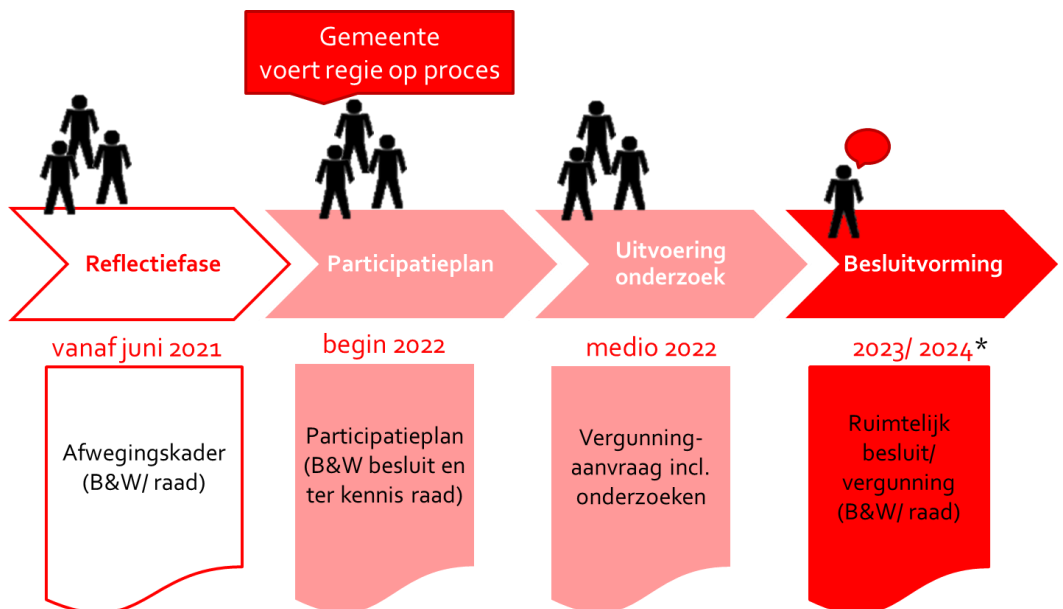 Gemeente
voert regie op proces
Reflectiefase
Participatieplan
Uitvoering
onderzoek
Besluitvorming
vanaf juni 2021
begin 2022
medio 2022
2023/ 2024*
Afwegingskader
(B&W/ raad)
Participatieplan
(B&W besluit en
ter kennis raad)
Vergunning-
aanvraag incl.
onderzoeken
Ruimtelijk
besluit/
vergunning
(B&W/ raad)